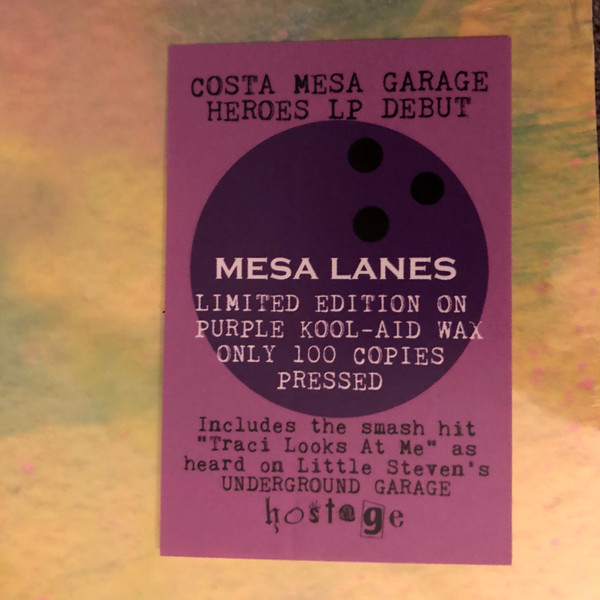 COSTA MESA GARAGE
HEROES LP DEBUT
MESA LANES
LIMITED EDITION ON
PURPLE KOOL-AID WAX
ONLY 100 COPIES
PRESSED
Includes the smash hit
"Traci Looks At Me" as
heard on Little Steven's
UNDERGROUND GARAGE
hostage